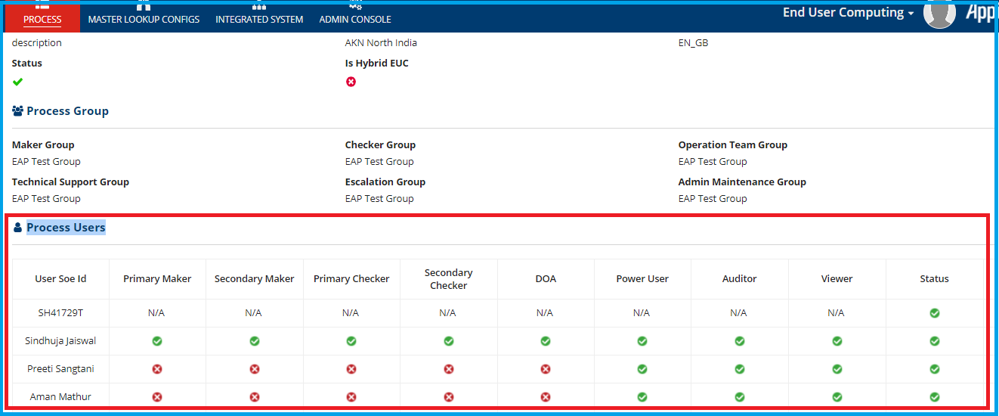 PROCESS MASTER LOOKUP CONFIGS INTEGRATED SYSTEM ADMIN CONSOLE End User Computing
description AKN North India EN_GB
Status Is Hybrid EUC
Process Group
Maker Group Checker Group Operation Team Group
EAP Test Group EAP Test Group EAP Test Group
Technical Support Group Escalation Group Admin Maintenance Group
EAP Test Group EAP Test Group EAP Test Group
Process Users
User Soe Id Primary Maker Secondary Maker Primary Checker Secondary Checker DOA Power User Auditor Viewer Status
SH41729T N/A N/A N/A N/A N/A N/A N/A N/A
Sindhuja Jaiswal
Preeti Sangtani
Aman Mathur